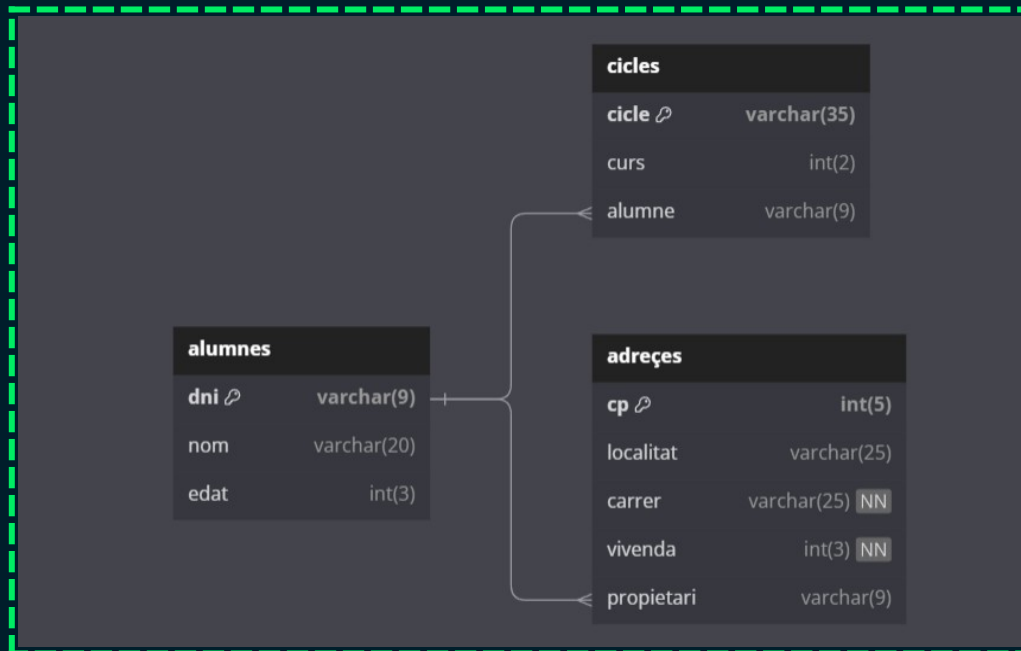 cicles
cicle varchar(35)
curs int(2)
alumne varchar(9)
alumnes
dni varchar(9)
nom varchar(20)
edat int(3)
adreçes
cp int(5)
localitat varchar(25)
carrer varchar(25) NN
vivenda int(3) NN
propietari varchar(9)